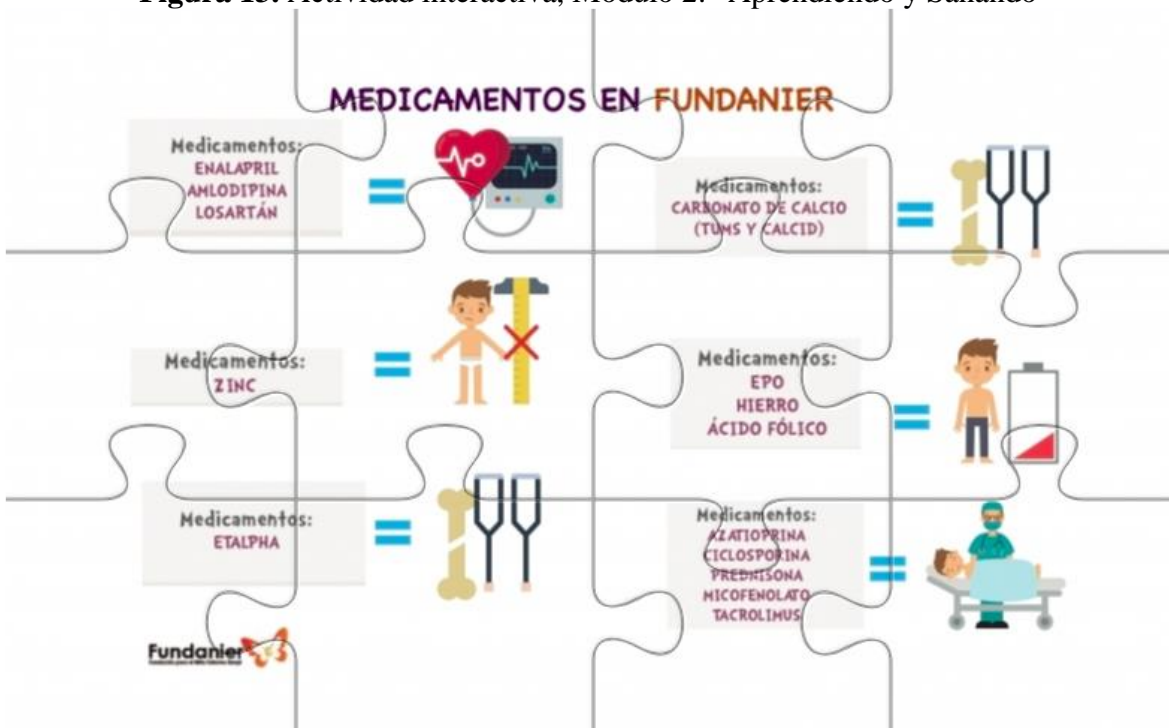 Figura 15. Actividad interactiva, Módulo 2: "Aprendiendo y Sanando"
MEDICAMENTOS EN FUNDANIER
Medicamentos:
ENALAPRIL
AMLODIPINA
LOSARTÁN
Medicamentos:
CARBONATO DE CALCIO
(TUMS Y CALCID)
Medicamentos:
ZINC
Medicamentos:
EPO
HIERRO
ÁCIDO FÓLICO
Medicamentos:
ETALPHA
Medicamentos:
AZATIOPRINA
CICLOSPORINA
PREDNISONA
MICOFENOLATO
TACROLIMUS
Fundanier